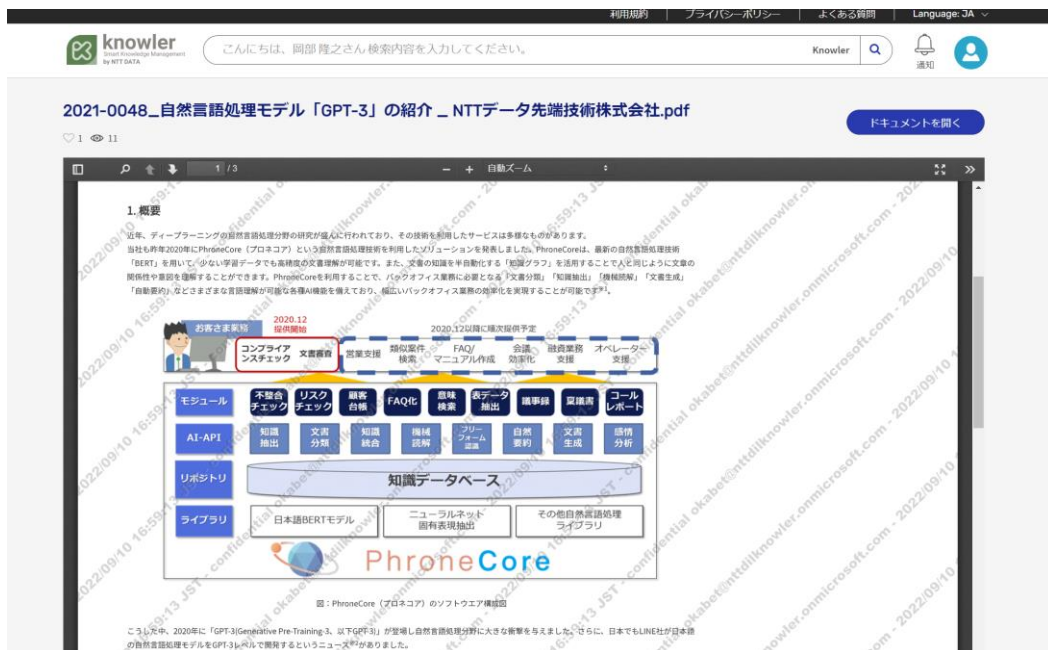 利用規約 | プライバシーポリシー | よくある質問 | Language: JA
knowler
Smart Knowledge Management
by NTT DATA
こんにちは、岡部 隆之さん 検索内容を入力してください。
Knowler
通知
2021-0048_自然言語処理モデル「GPT-3」の紹介 _ NTTデータ先端技術株式会社.pdf
ドキュメントを開く
1 11
1 / 3
自動ズーム
1. 概要
近年、ディープラーニングの自然言語処理分野の研究が盛んに行われており、その技術を利用したサービスは多様なものがあります。
当社も昨年2020年にPhroneCore（プロネコア）という自然言語処理技術を利用したソリューションを発表しました。PhroneCoreは、最新の自然言語処理技術
「BERT」を用いて、少ない学習データでも高精度の文書理解が可能です。また、文書の知識を半自動化する「知識グラフ」を活用することで人と同じように文章の
関係性や意図を理解することができます。PhroneCoreを利用することで、バックオフィス業務に必要となる「文書分類」「知識抽出」「機械読解」「文書生成」
「自動要約」などさまざまな言語理解が可能な各種AI機能を備えており、幅広いバックオフィス業務の効率化を実現することが可能です※1。
お客さま業務
2020.12
提供開始
2020.12以降に順次提供予定
コンプライア
ンスチェック
文書審査
営業支援
類似案件
検索
FAQ/
マニュアル作成
会議
効率化
融資業務
支援
オペレーター
支援
モジュール
不整合
チェック
リスク
チェック
顧客
台帳
FAQ化
意味
検索
表データ
抽出
議事録
稟議書
コール
レポート
AI-API
知識
抽出
文書
分類
知識
統合
機械
読解
フリー
フォーム
認識
自然
要約
文書
生成
感情
分析
リポジトリ
知識データベース
ライブラリ
日本語BERTモデル
ニューラルネット
固有表現抽出
その他自然言語処理
ライブラリ
PhroneCore
図：PhroneCore（プロネコア）のソフトウエア構成図
こうした中、2020年に「GPT-3(Generative Pre-Training-3、以下GPT-3)」が登場し自然言語処理分野に大きな衝撃を与えました。さらに、日本でもLINE社が日本語
の自然言語処理モデルをGPT-3レベルで開発するというニュース※2がありました。
2022/09/10 16:59:13 JST - confidential okabet@nttdilknowler.onmicrosoft.com - 2022/09/10 16:59:13 JST - confidential okabet@nttdilknowler.onmicrosoft.com - 2022/09/10